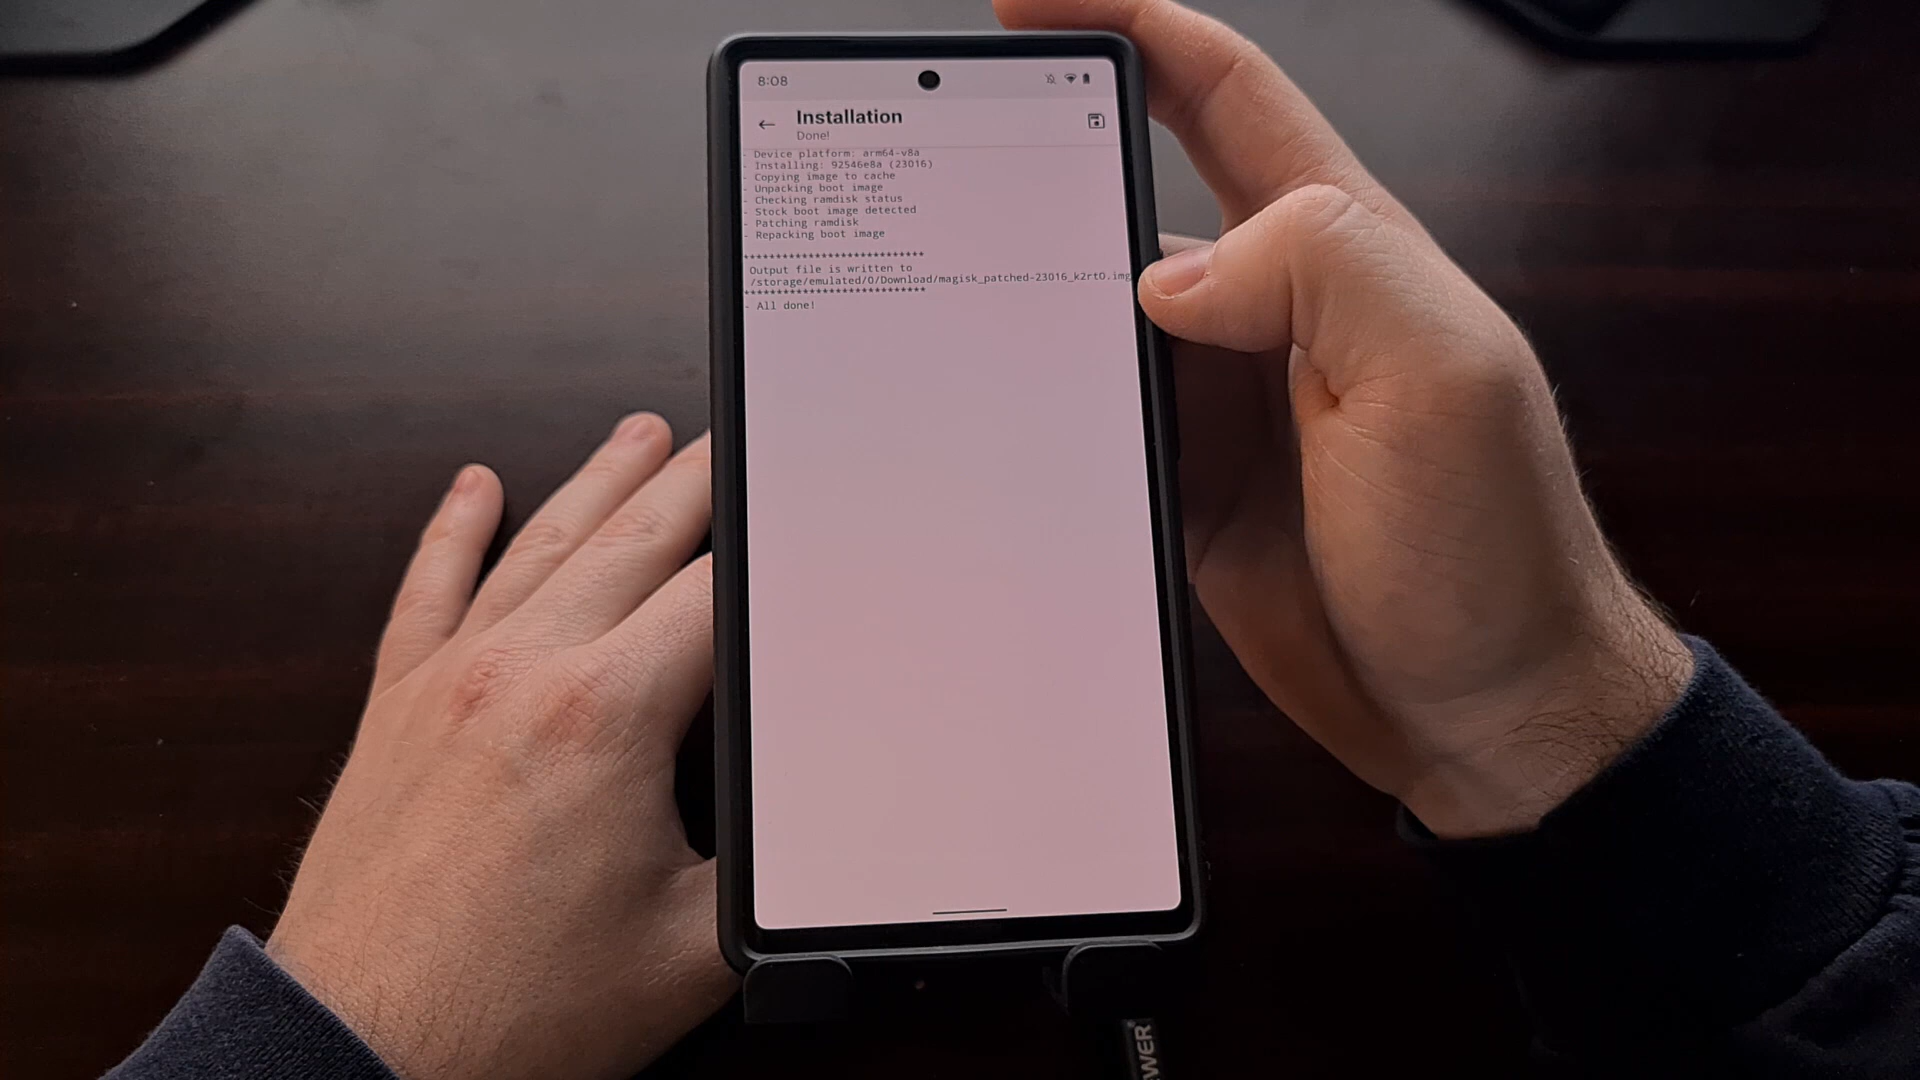 8:08
Installation
Done!
- Device platform: arm64-v8a
- Installing: 92546e8a (23016)
- Copying image to cache
- Unpacking boot image
- Checking ramdisk status
- Stock boot image detected
- Patching ramdisk
- Repacking boot image
****************************
Output file is written to
/storage/emulated/0/Download/magisk_patched-23016_k2rtO.img
****************************
- All done!
EWER